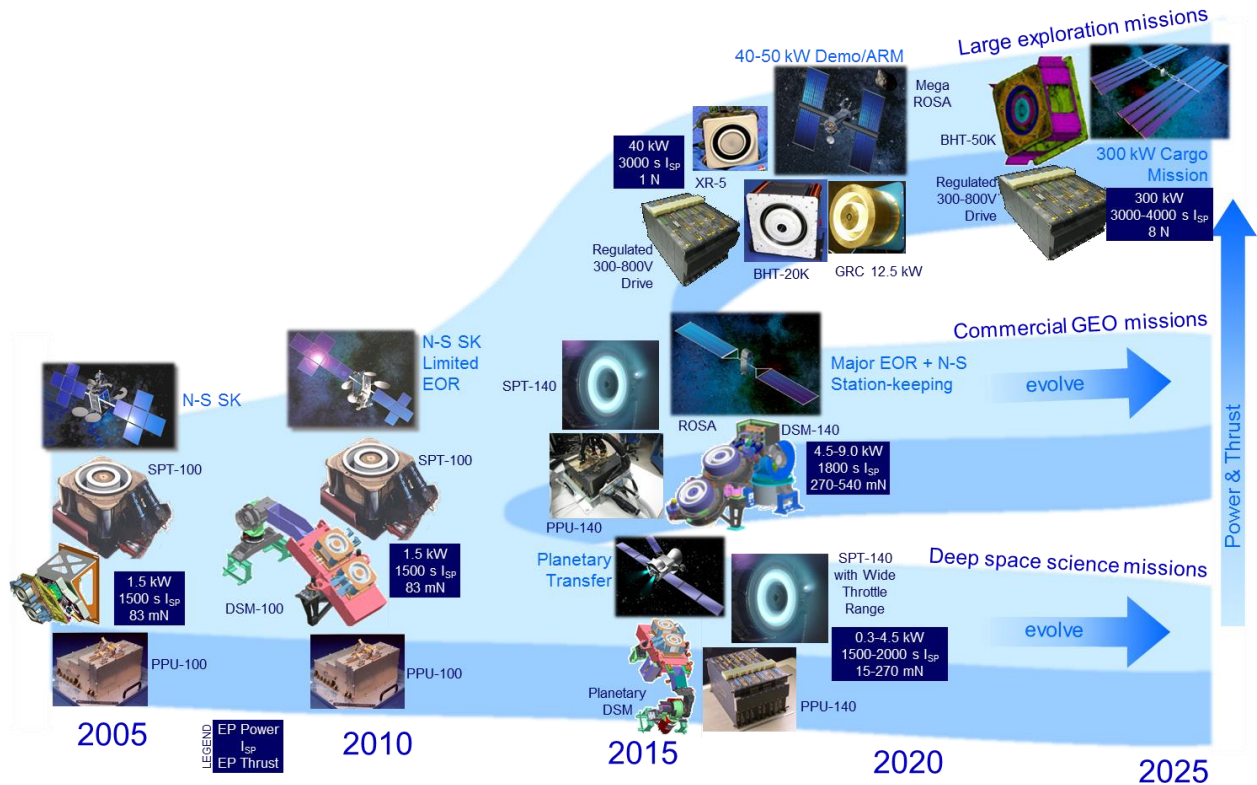 Large exploration missions
40-50 kW Demo/ARM
Mega
ROSA
40 kW
3000 s ISP
1 N
XR-5
BHT-50K
300 kW Cargo
Mission
Regulated
300-800V
Drive
BHT-20K
GRC 12.5 kW
Regulated
300-800V
Drive
300 kW
3000-4000 s ISP
8 N
Commercial GEO missions
N-S SK
N-S SK
Limited
EOR
SPT-140
ROSA
Major EOR + N-S
Station-keeping
evolve
SPT-100
SPT-100
DSM-140
4.5-9.0 kW
1800 s ISP
270-540 mN
PPU-140
Power & Thrust
1.5 kW
1500 s ISP
83 mN
DSM-100
1.5 kW
1500 s ISP
83 mN
Planetary
Transfer
SPT-140
with Wide
Throttle
Range
Deep space science missions
evolve
0.3-4.5 kW
1500-2000 s ISP
15-270 mN
PPU-100
PPU-100
Planetary
DSM
PPU-140
2005
2010
2015
2020
2025
LEGEND
EP Power
ISP
EP Thrust